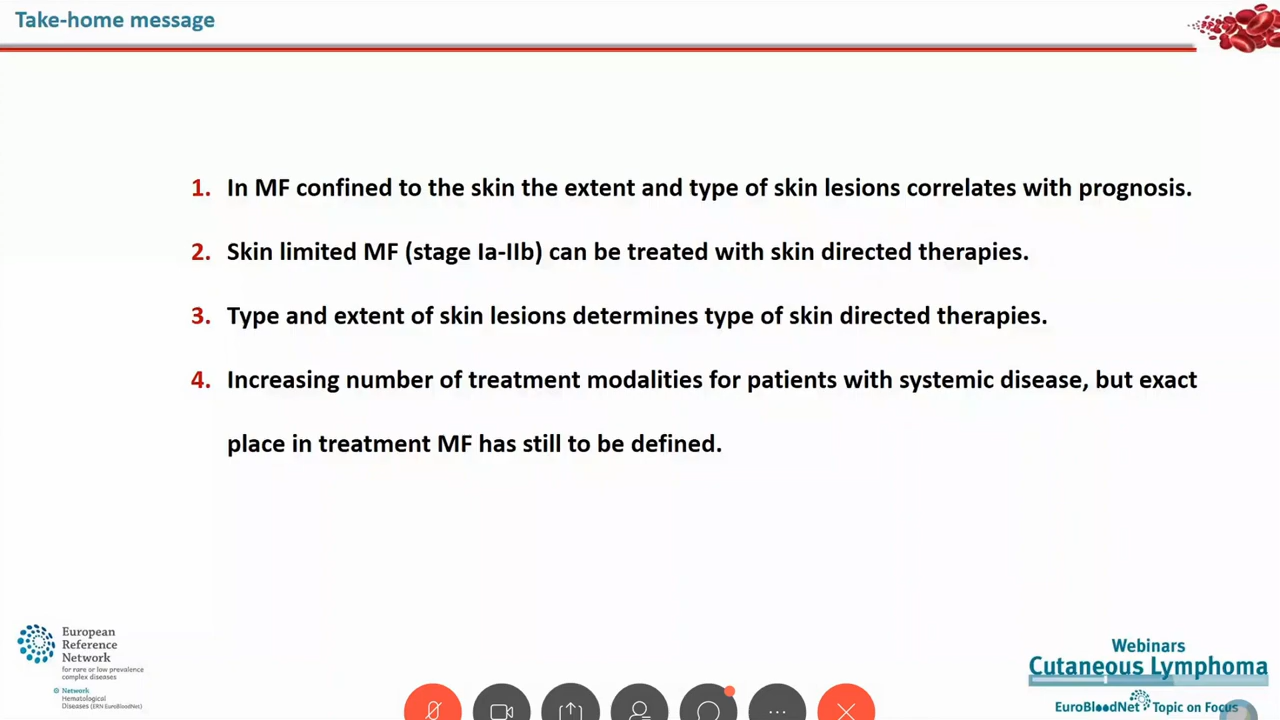 Take-home message
1. In MF confined to the skin the extent and type of skin lesions correlates with prognosis.
2. Skin limited MF (stage Ia-IIb) can be treated with skin directed therapies.
3. Type and extent of skin lesions determines type of skin directed therapies.
4. Increasing number of treatment modalities for patients with systemic disease, but exact
place in treatment MF has still to be defined.
European
Reference
Network
for rare or low prevalence
complex diseases
Network
Hematological
Diseases (ERN EuroBloodNet)
Webinars
Cutaneous Lymphoma
EuroBloodNet Topic on Focus